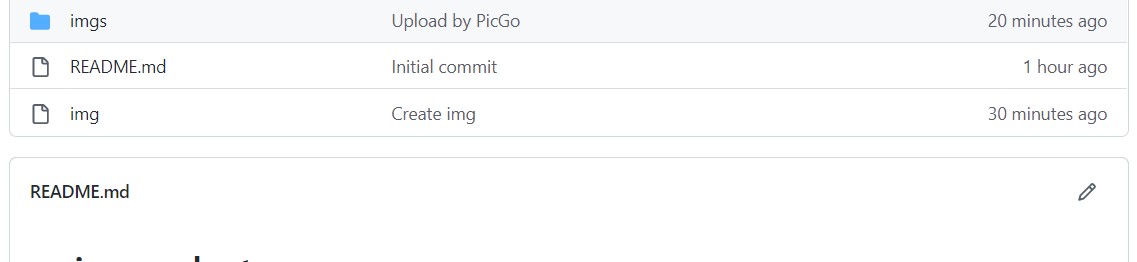 imgs Upload by PicGo 20 minutes ago
README.md Initial commit 1 hour ago
img Create img 30 minutes ago
README.md